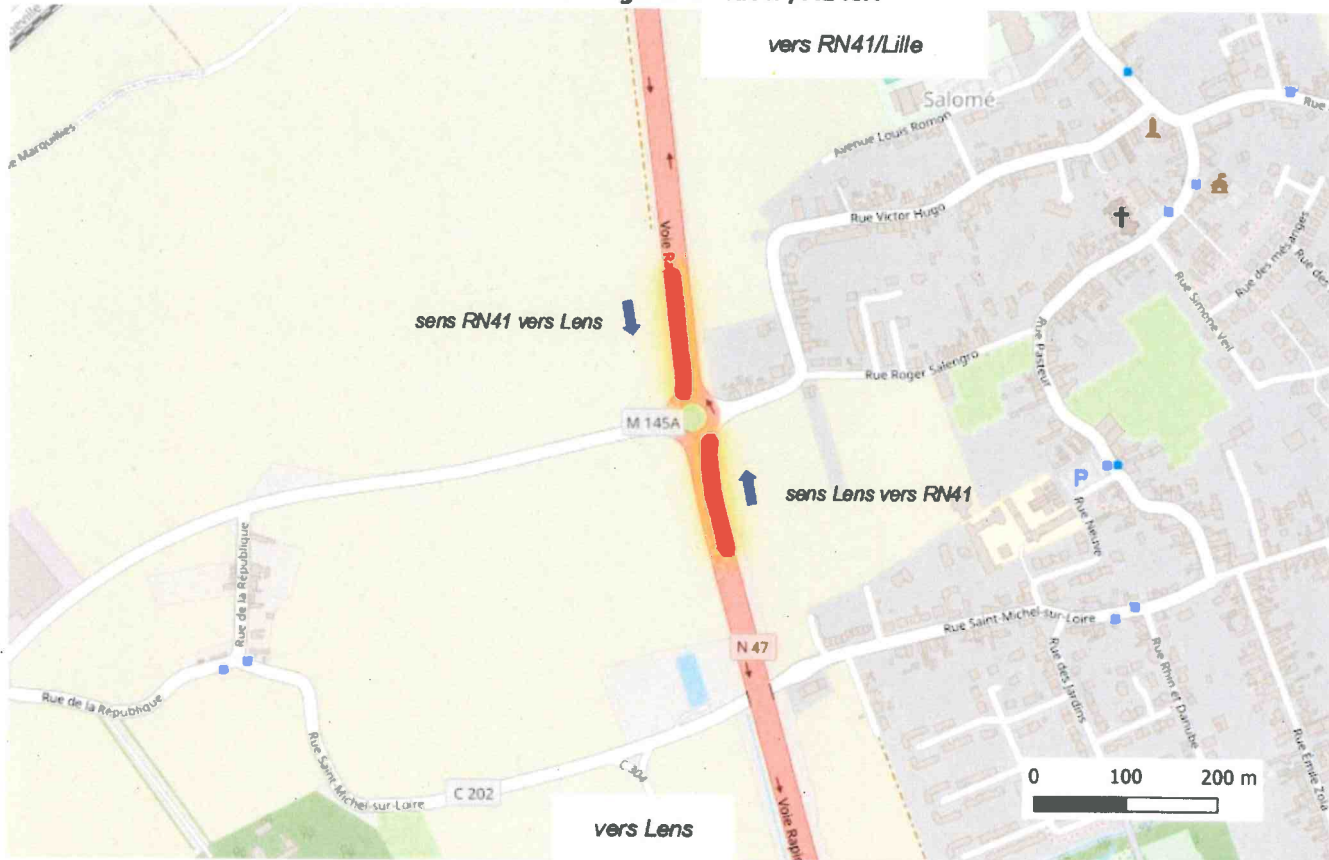 vers RN41/Lille
Salomé
Rue
Marquillies
Avenue Louis Romon
Rue Victor Hugo
Voie Ra
Rue des mésanges
Rue des
Rue Simone Veil
sens RN41 vers Lens
Rue Pasteur
Rue Roger Salengro
M 145A
P
sens Lens vers RN41
Rue Neuve
Rue de la République
Rue Saint-Michel-sur-Loire
N 47
Rue des Jardins
Rue Rhin et Danube
Rue de la République
Rue Émile Zola
Rue Saint-Michel-sur-Loire
C 304
0 100 200 m
C 202
Voie Rapi
vers Lens